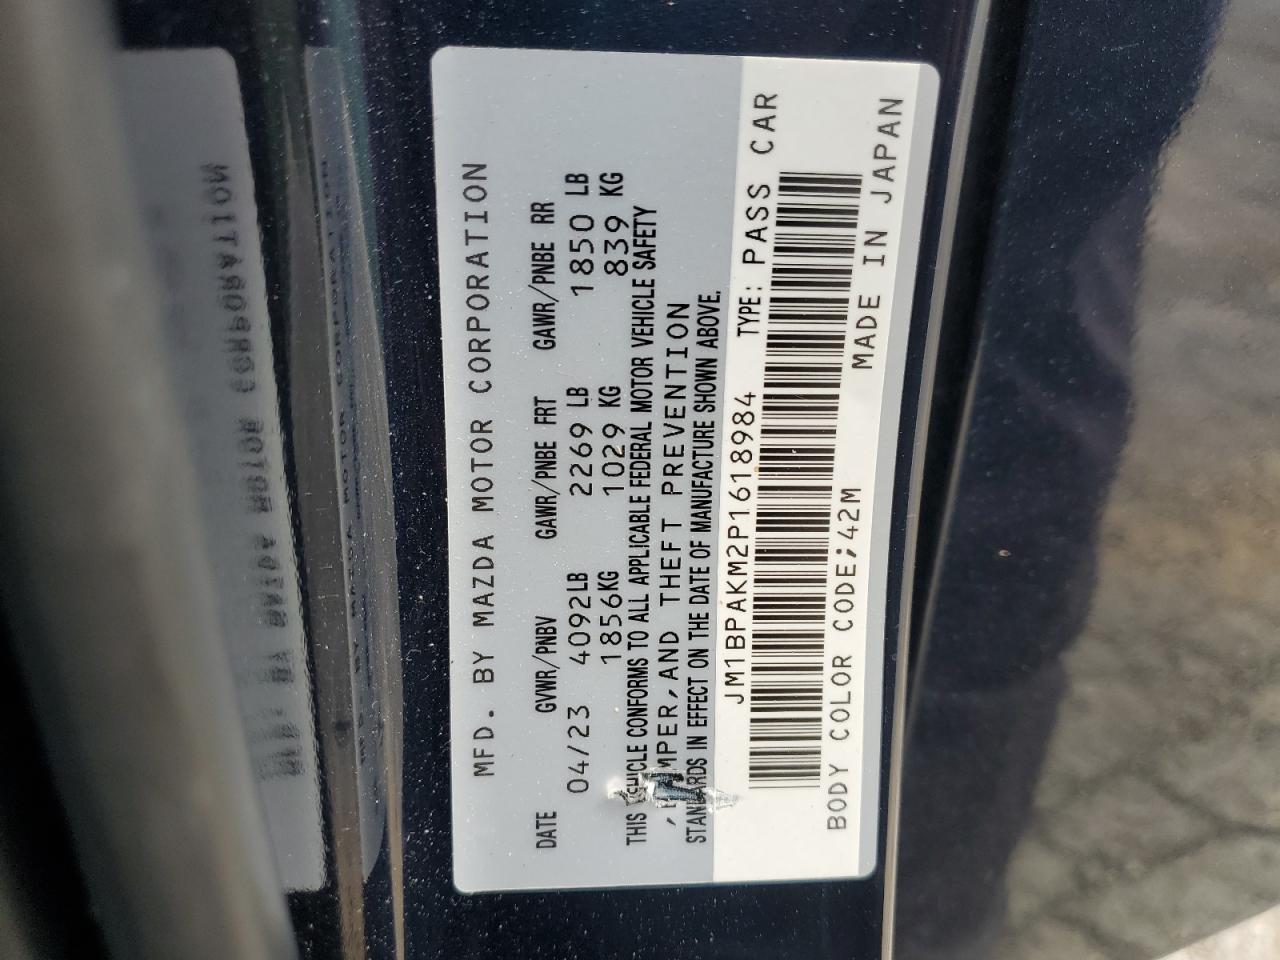 MFD. BY MAZDA MOTOR CORPORATION
DATE GVWR/PNBV GAWR/PNBE FRT GAWR/PNBE RR
04/23 4092LB 2269 LB 1850 LB
1856KG 1029 KG 839 KG
THIS VEHICLE CONFORMS TO ALL APPLICABLE FEDERAL MOTOR VEHICLE SAFETY
, MPER, AND THEFT PREVENTION
STANDARDS IN EFFECT ON THE DATE OF MANUFACTURE SHOWN ABOVE.
JM1BPAKM2P1618984 TYPE: PASS CAR
BODY COLOR CODE;42M MADE IN JAPAN